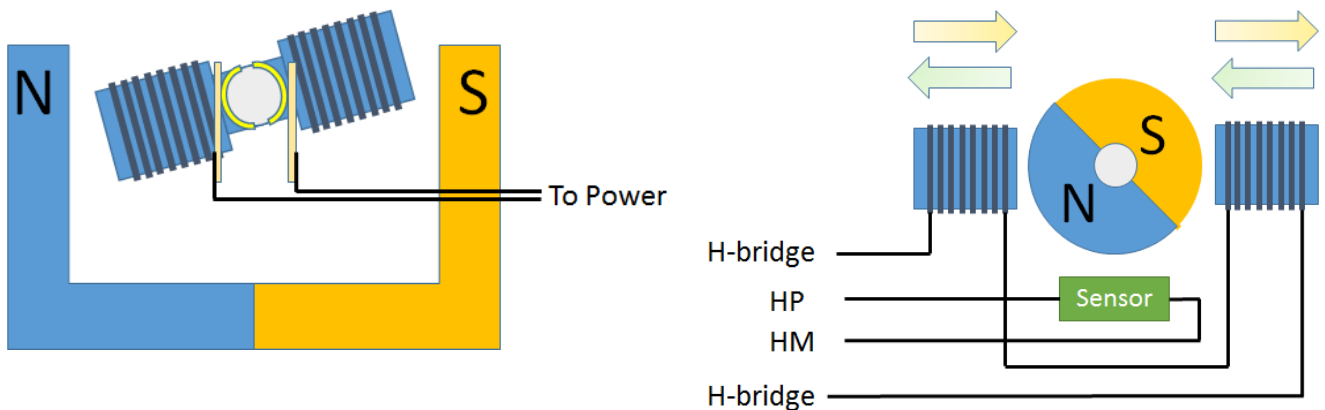 N
S
To Power
S
N
H-bridge
HP
Sensor
HM
H-bridge